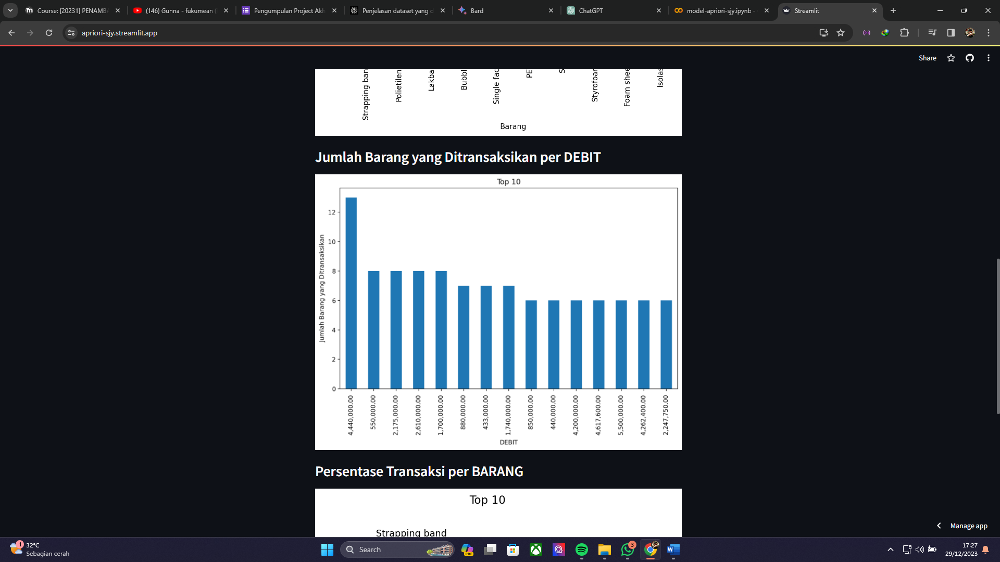 Course: [20231] PENAMBA
(146) Gunna - fukumean (
Pengumpulan Project Akh
Penjelasan dataset yang d
Bard
ChatGPT
model-apriori-sjy.ipynb -
Streamlit
apriori-sjy.streamlit.app
Share
Strapping ban
Polietilen
Lakba
Bubbl
Single fac
PE
S
Styrofoar
Foam shee
Isolas
Barang
Jumlah Barang yang Ditransaksikan per DEBIT
Top 10
Jumlah Barang yang Ditransaksikan
12
10
8
6
4
2
0
4,440,000.00
550,000.00
2,175,000.00
2,610,000.00
1,700,000.00
880,000.00
433,000.00
1,740,000.00
850,000.00
440,000.00
4,200,000.00
4,617,600.00
5,500,000.00
4,262,400.00
2,247,750.00
DEBIT
Persentase Transaksi per BARANG
Top 10
Strapping band
Manage app
1
32°C
Sebagian cerah
Search
PRE
3
17:27
29/12/2023